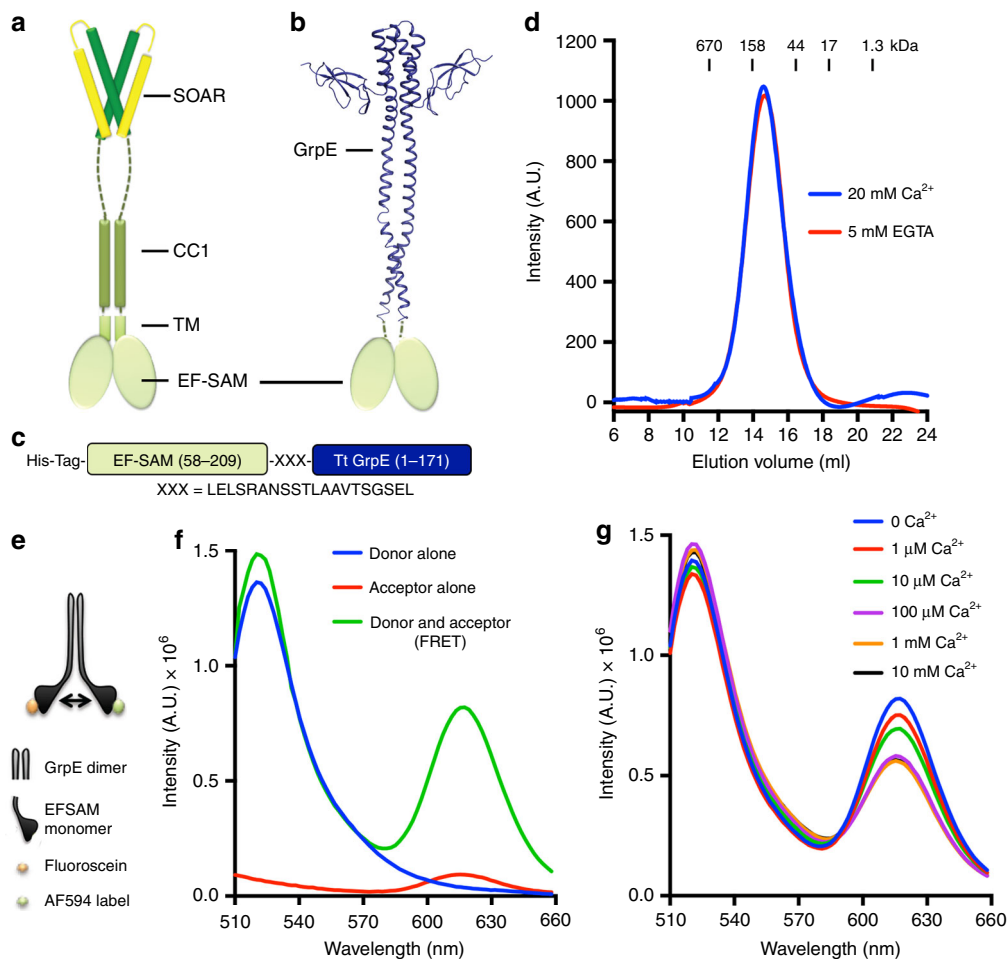 a
SOAR
CC1
TM
EF-SAM
b
GrpE
c
His-Tag- EF-SAM (58–209) -XXX- Tt GrpE (1–171)
XXX = LELSRANSSTLAAVTSGSEL
d
670 158 44 17 1.3 kDa
1200
1000
800
600
400
200
0
Intensity (A.U.)
20 mM Ca²⁺
5 mM EGTA
6 8 10 12 14 16 18 20 22 24
Elution volume (ml)
e
GrpE dimer
EFSAM
monomer
Fluoroscein
AF594 label
f
1.5
1.0
0.5
0.0
Intensity (A.U.) × 10⁶
Donor alone
Acceptor alone
Donor and acceptor
(FRET)
510 540 570 600 630 660
Wavelength (nm)
g
1.5
1.0
0.5
0.0
Intensity (A.U.) × 10⁶
0 Ca²⁺
1 μM Ca²⁺
10 μM Ca²⁺
100 μM Ca²⁺
1 mM Ca²⁺
10 mM Ca²⁺
510 540 570 600 630 660
Wavelength (nm)